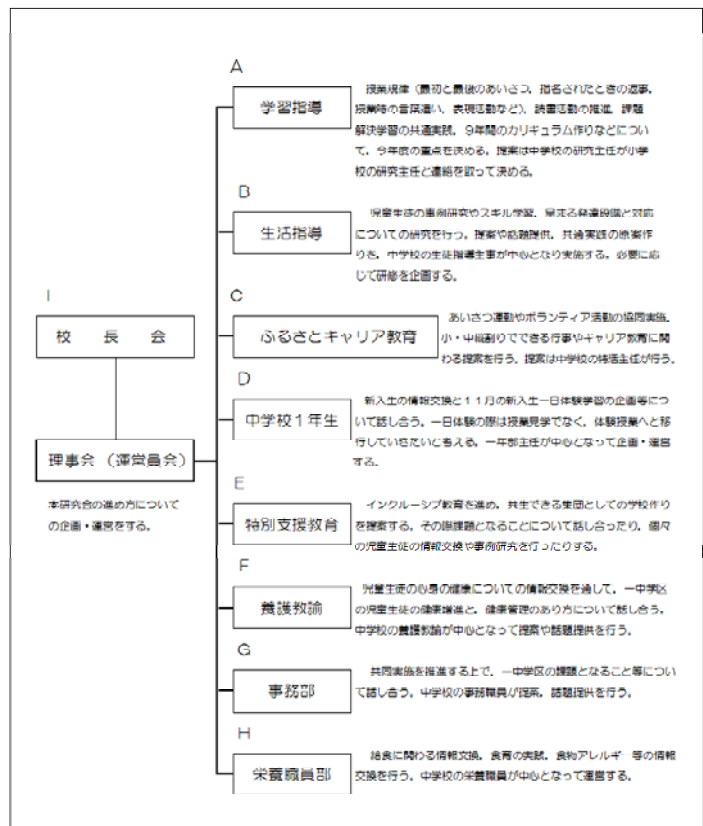 A
学習指導
授業規律(最初と最後のあいさつ、指名されたときの返事、
授業時の言葉遣い、表現活動など)、読書活動の推進、課題
解決学習の共通実践、9年間のカリキュラム作りなどについ
て、今年度の重点を決める。提案は中学校の研究主任が小学
校の研究主任と連絡を取って決める。
B
生活指導
児童生徒の事例研究やスキル学習、見走る発達段階と対応
についての研究を行う。提案や話題提供、共通実践の原案作
りを、中学校の生徒指導主事が中心となり実施する。必要に応
じて研修を企画する。
C
ふるさとキャリア教育
あいさつ運動やボランティア活動の協同実施、
小・中縦割りでできる行事やキャリア教育に関
わる提案を行う。提案は中学校の特活主任が行う。
I
校 長 会
D
中学校1年生
新入生の情報交換と11月の新入生一日体験学習の企画等につ
いて話し合う。一日体験の際は授業見学でなく、体験授業へと移
行していきたいと考える。一年部主任が中心となって企画・運営
する。
理事会(運営員会)
本研究会の進め方について
の企画・運営をする。
E
特別支援教育
インクルーシブ教育を進め、共生できる集団としての学校作り
を提案する。その際課題となることについて話し合ったり、個々
の児童生徒の情報交換や事例研究を行ったりする。
F
養護教諭
児童生徒の心身の健康についての情報交換を通して、一中学区
の児童生徒の健康増進と、健康管理のあり方について話し合う。
中学校の養護教諭が中心となって提案や話題提供を行う。
G
事務部
共同実施を推進する上で、一中学区の課題となること等につい
て話し合う。中学校の事務職員が提案、話題提供を行う。
H
栄養職員部
給食に関わる情報交換、食育の実践、食物アレルギー等の情報
交換を行う。中学校の栄養職員が中心となって運営する。